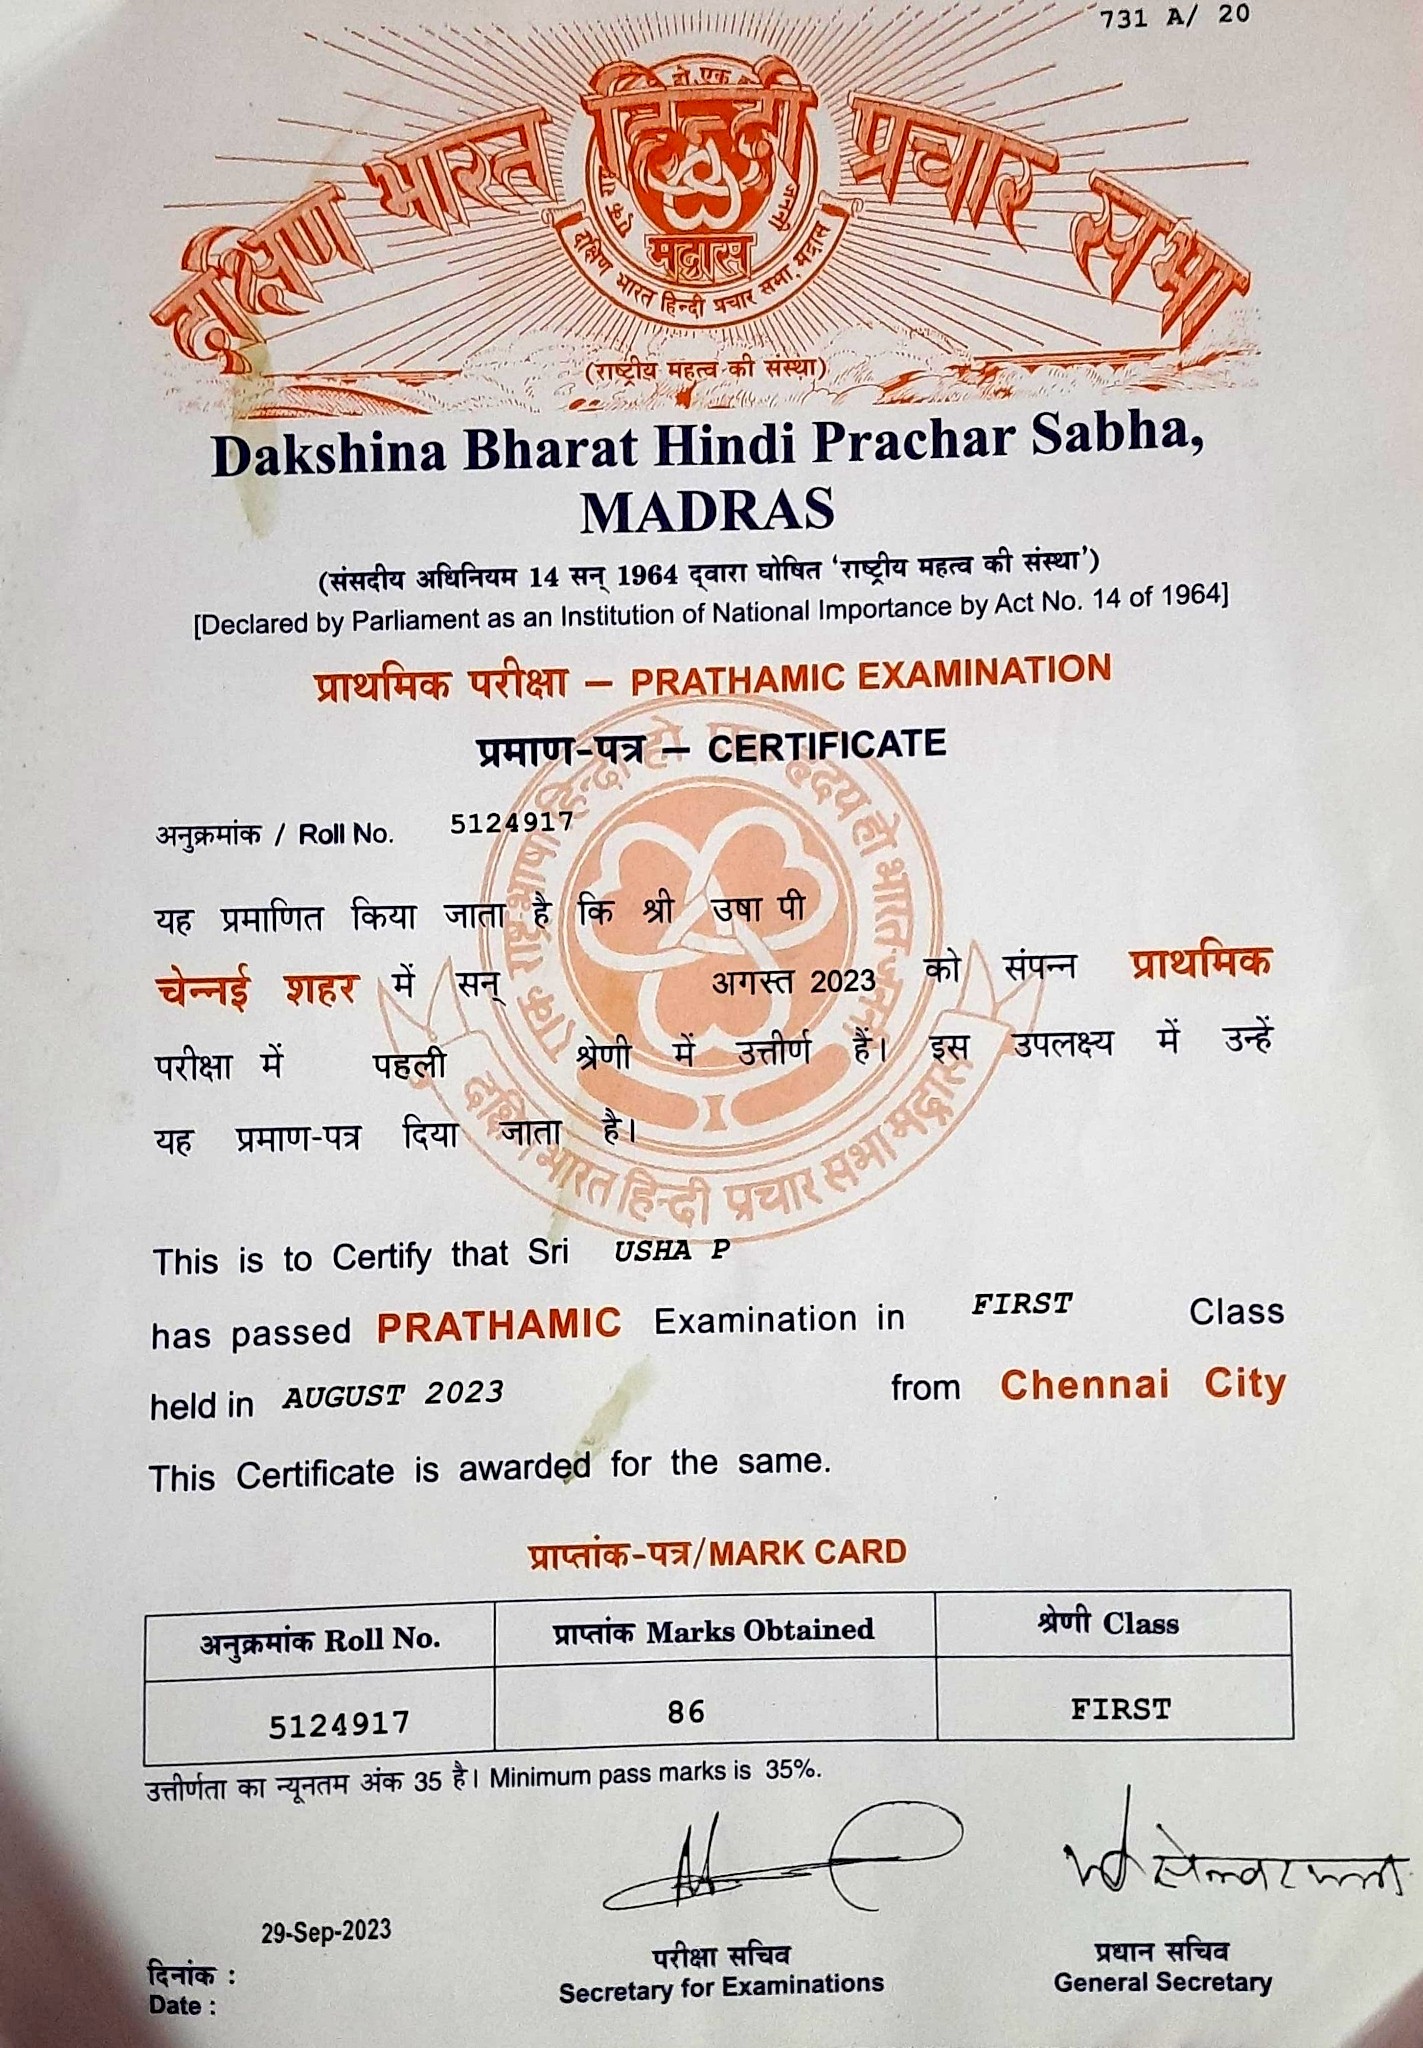 731 A/ 20
दक्षिण भारत हिन्दी प्रचार सभा
मद्रास
दक्षिण भारत हिन्दी प्रचार सभा, मद्रास
(राष्ट्रीय महत्व की संस्था)
Dakshina Bharat Hindi Prachar Sabha,
MADRAS
(संसदीय अधिनियम 14 सन् 1964 द्वारा घोषित ‘राष्ट्रीय महत्व की संस्था’)
[Declared by Parliament as an Institution of National Importance by Act No. 14 of 1964]
प्राथमिक परीक्षा – PRATHAMIC EXAMINATION
प्रमाण-पत्र – CERTIFICATE
अनुक्रमांक / Roll No. 5124917
यह प्रमाणित किया जाता है कि श्री उषा पी
चेन्नई शहर में सन् अगस्त 2023 को संपन्न प्राथमिक
परीक्षा में पहली श्रेणी में उत्तीर्ण हैं। इस उपलक्ष्य में उन्हें
यह प्रमाण-पत्र दिया जाता है।
एक राष्ट्र भाषा हिन्दी हो एक हृदय हो भारत जननी
दक्षिण भारत हिन्दी प्रचार सभा मद्रास
This is to Certify that Sri USHA P
has passed PRATHAMIC Examination in FIRST Class
held in AUGUST 2023 from Chennai City
This Certificate is awarded for the same.
प्राप्तांक-पत्र/MARK CARD
अनुक्रमांक Roll No. प्राप्तांक Marks Obtained श्रेणी Class
5124917 86 FIRST
उत्तीर्णता का न्यूनतम अंक 35 है। Minimum pass marks is 35%.
29-Sep-2023
दिनांक :
Date :
परीक्षा सचिव
Secretary for Examinations
प्रधान सचिव
General Secretary